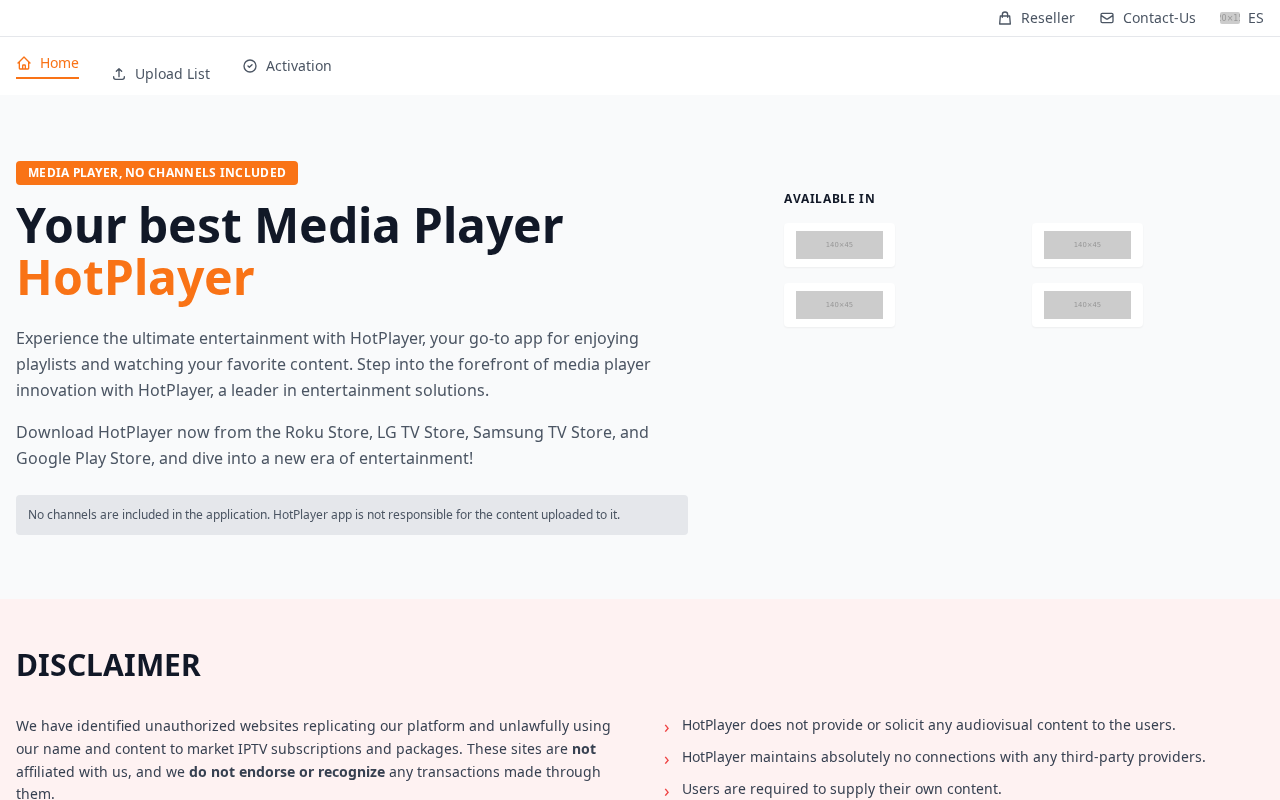 Reseller
Contact-Us
ES
Home
Upload List
Activation
MEDIA PLAYER, NO CHANNELS INCLUDED
Your best Media Player
HotPlayer
Experience the ultimate entertainment with HotPlayer, your go-to app for enjoying
playlists and watching your favorite content. Step into the forefront of media player
innovation with HotPlayer, a leader in entertainment solutions.
Download HotPlayer now from the Roku Store, LG TV Store, Samsung TV Store, and
Google Play Store, and dive into a new era of entertainment!
No channels are included in the application. HotPlayer app is not responsible for the content uploaded to it.
AVAILABLE IN
140×45
140×45
140×45
140×45
DISCLAIMER
We have identified unauthorized websites replicating our platform and unlawfully using
our name and content to market IPTV subscriptions and packages. These sites are not
affiliated with us, and we do not endorse or recognize any transactions made through
them.
HotPlayer does not provide or solicit any audiovisual content to the users.
HotPlayer maintains absolutely no connections with any third-party providers.
Users are required to supply their own content.